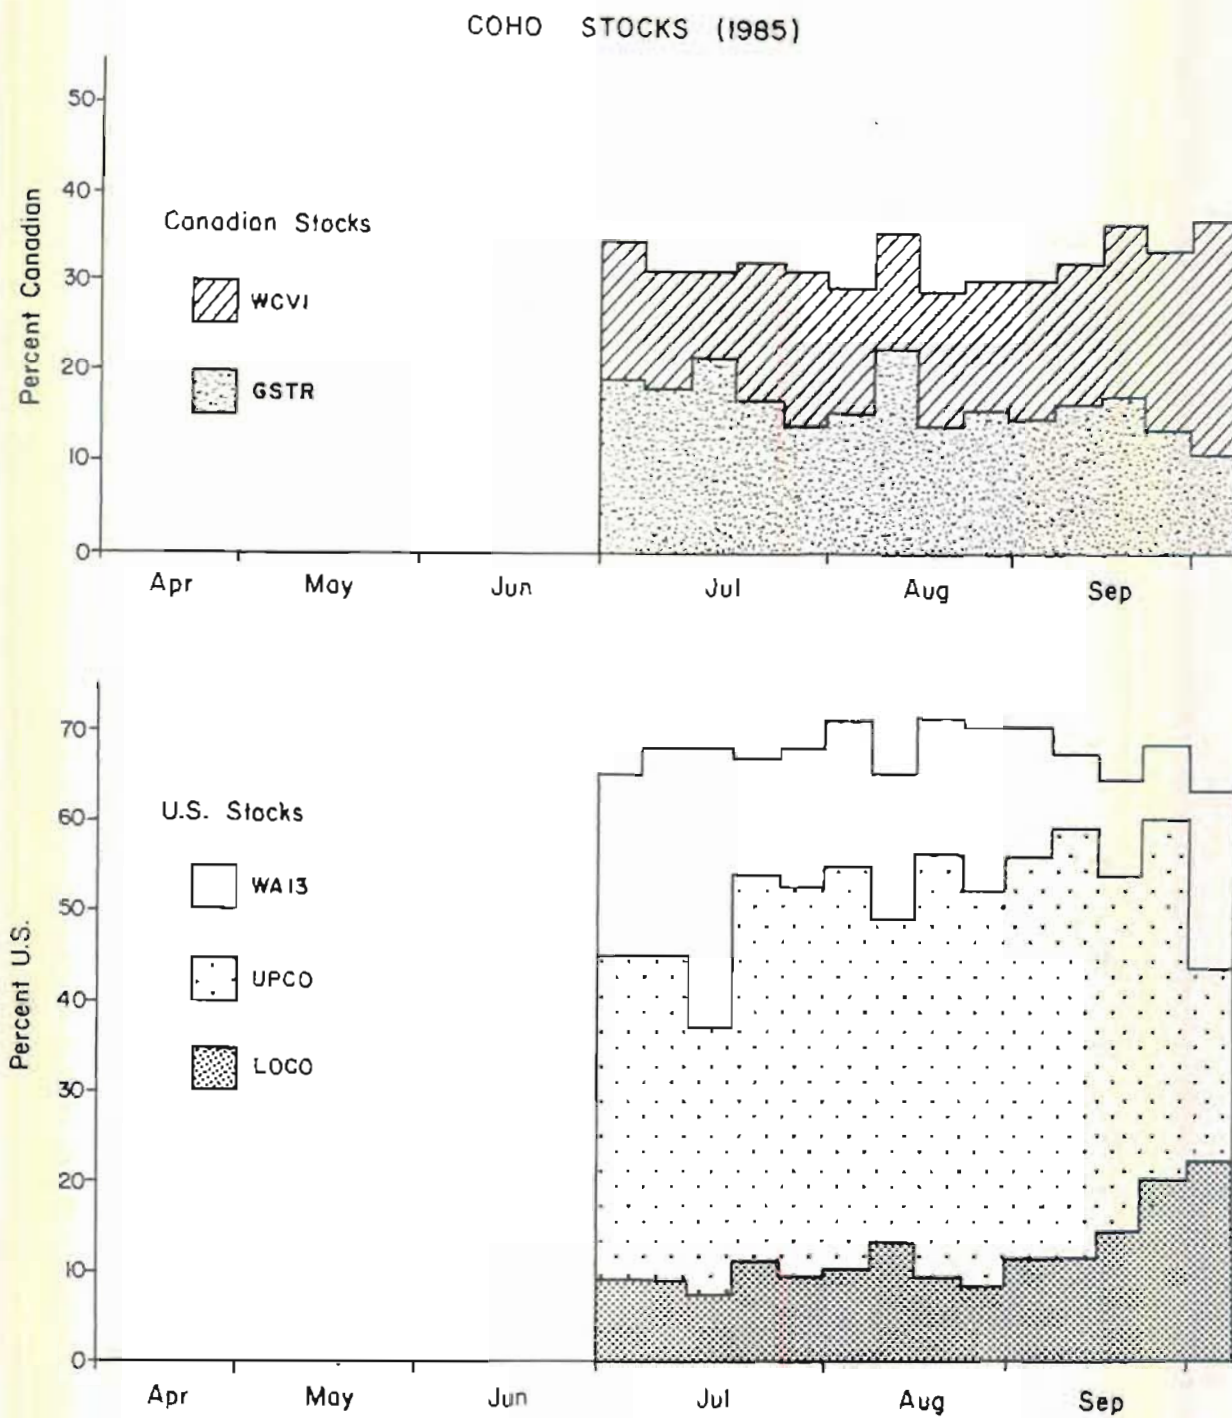 COHO STOCKS (1985)
Percent Canadian
50
40
30
20
10
0
Canadian Stocks
WCVI
GSTR
Apr May Jun Jul Aug Sep
Percent U.S.
70
60
50
40
30
20
10
0
U.S. Stocks
WA13
UPCO
LOCO
Apr May Jun Jul Aug Sep